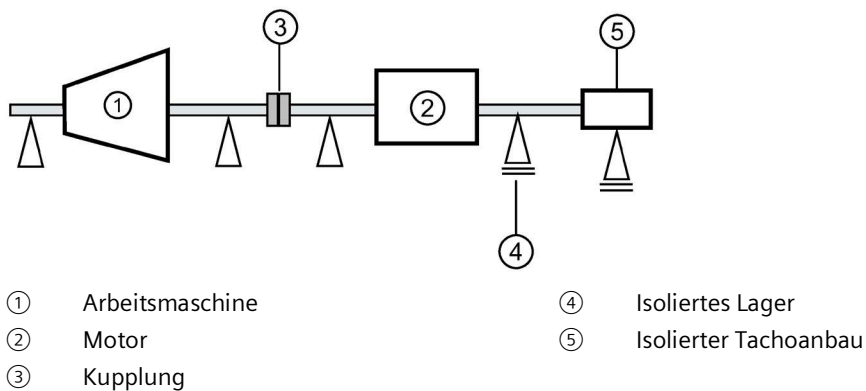 ③
⑤
①
②
④
① Arbeitsmaschine
② Motor
③ Kupplung
④ Isoliertes Lager
⑤ Isolierter Tachoanbau